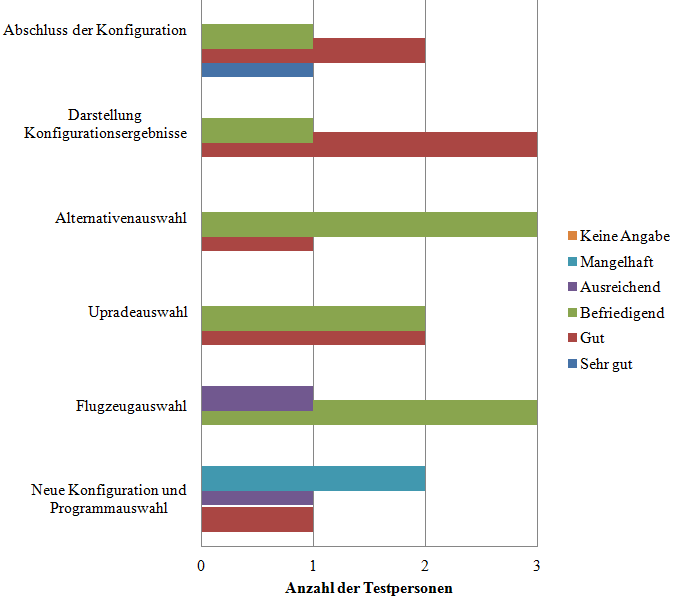 Abschluss der Konfiguration
Darstellung
Konfigurationsergebnisse
Alternativenauswahl
Upradeauswahl
Flugzeugauswahl
Neue Konfiguration und
Programmauswahl
0 1 2 3
Anzahl der Testpersonen
Keine Angabe
Mangelhaft
Ausreichend
Befriedigend
Gut
Sehr gut